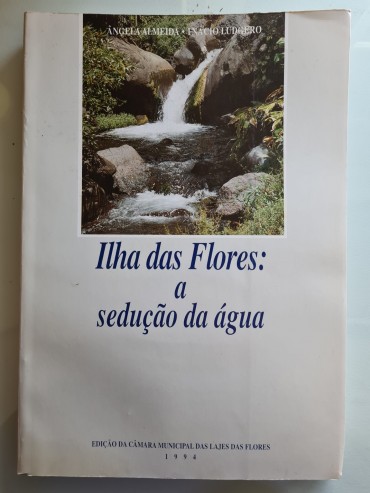 ÂNGELA ALMEIDA • INÁCIO LUDGERO
Ilha das Flores:
a
sedução da água
EDIÇÃO DA CÂMARA MUNICIPAL DAS LAJES DAS FLORES
1994